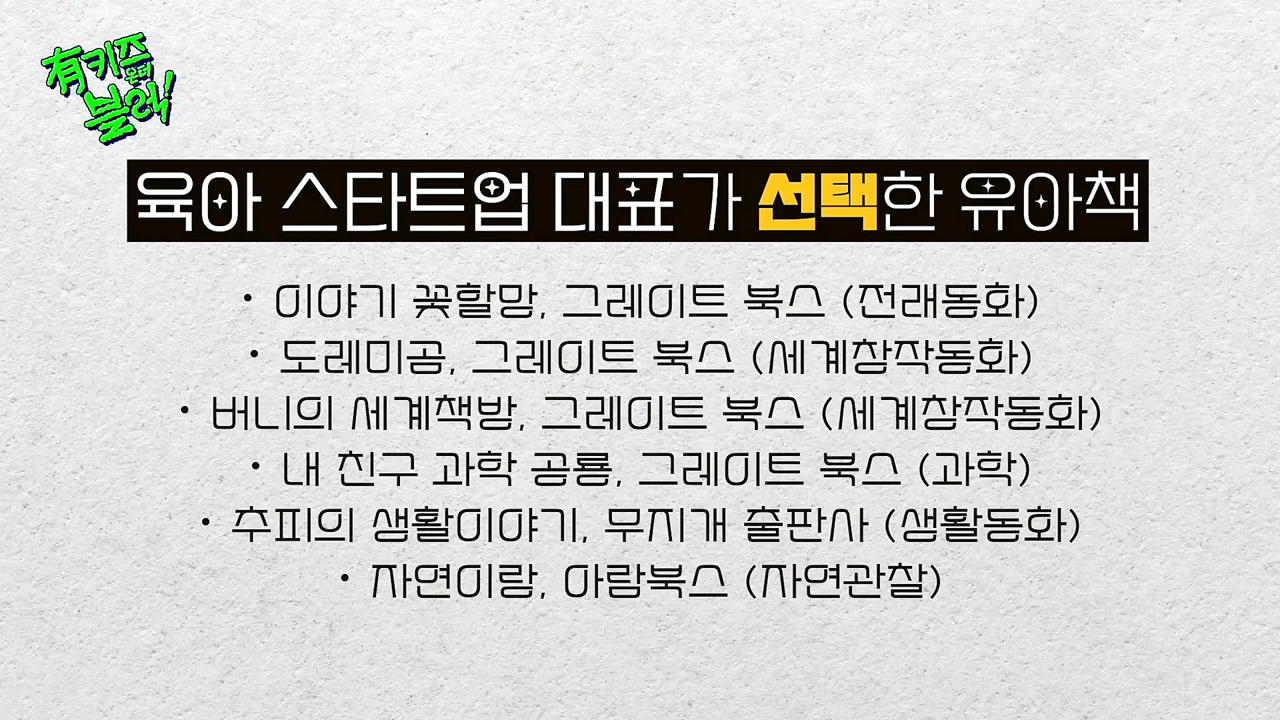 有키즈
온더
블럭!
육아 스타트업 대표가 선택한 유아책
• 이야기 꽃할망, 그레이트 북스 (전래동화)
• 도레미곰, 그레이트 북스 (세계창작동화)
• 버니의 세계책방, 그레이트 북스 (세계창작동화)
• 내 친구 과학 공룡, 그레이트 북스 (과학)
• 추피의 생활이야기, 무지개 출판사 (생활동화)
• 자연이랑, 아람북스 (자연관찰)